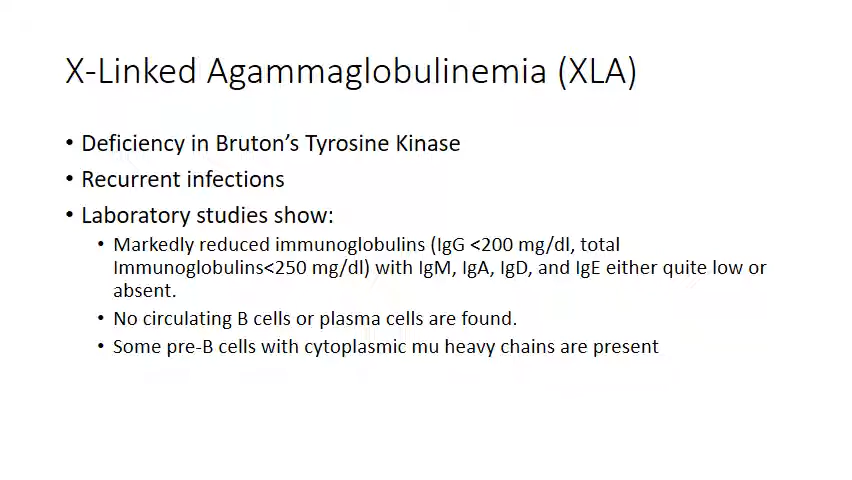 X-Linked Agammaglobulinemia (XLA)
• Deficiency in Bruton’s Tyrosine Kinase
• Recurrent infections
• Laboratory studies show:
• Markedly reduced immunoglobulins (IgG <200 mg/dl, total
Immunoglobulins<250 mg/dl) with IgM, IgA, IgD, and IgE either quite low or
absent.
• No circulating B cells or plasma cells are found.
• Some pre-B cells with cytoplasmic mu heavy chains are present